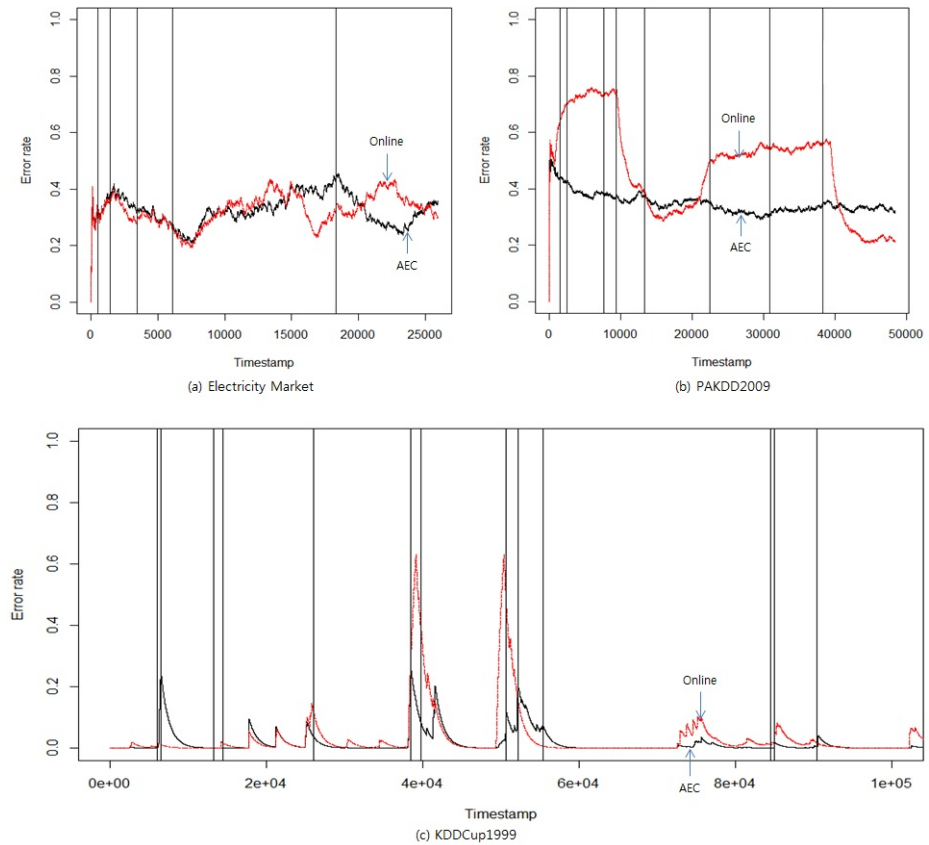 Error rate
0.0 0.2 0.4 0.6 0.8 1.0
Online
AEC
0 5000 10000 15000 20000 25000
Timestamp
(a) Electricity Market
Error rate
0.0 0.2 0.4 0.6 0.8 1.0
Online
AEC
0 10000 20000 30000 40000 50000
Timestamp
(b) PAKDD2009
Error rate
0.0 0.2 0.4 0.6 0.8 1.0
Online
AEC
0e+00 2e+04 4e+04 6e+04 8e+04 1e+05
Timestamp
(c) KDDCup1999